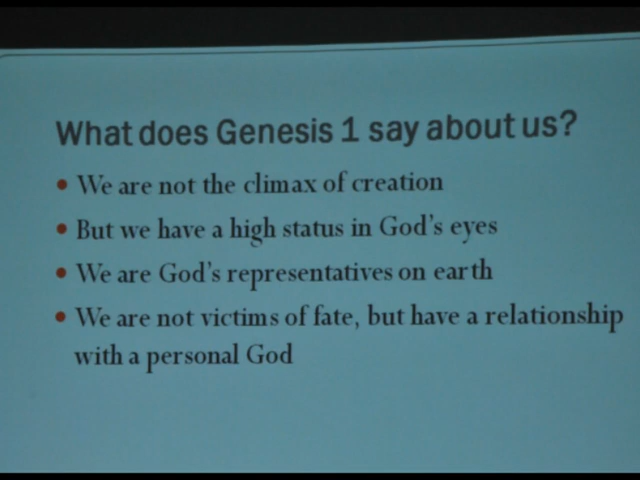 What does Genesis 1 say about us?
• We are not the climax of creation
• But we have a high status in God's eyes
• We are God's representatives on earth
• We are not victims of fate, but have a relationship
with a personal God